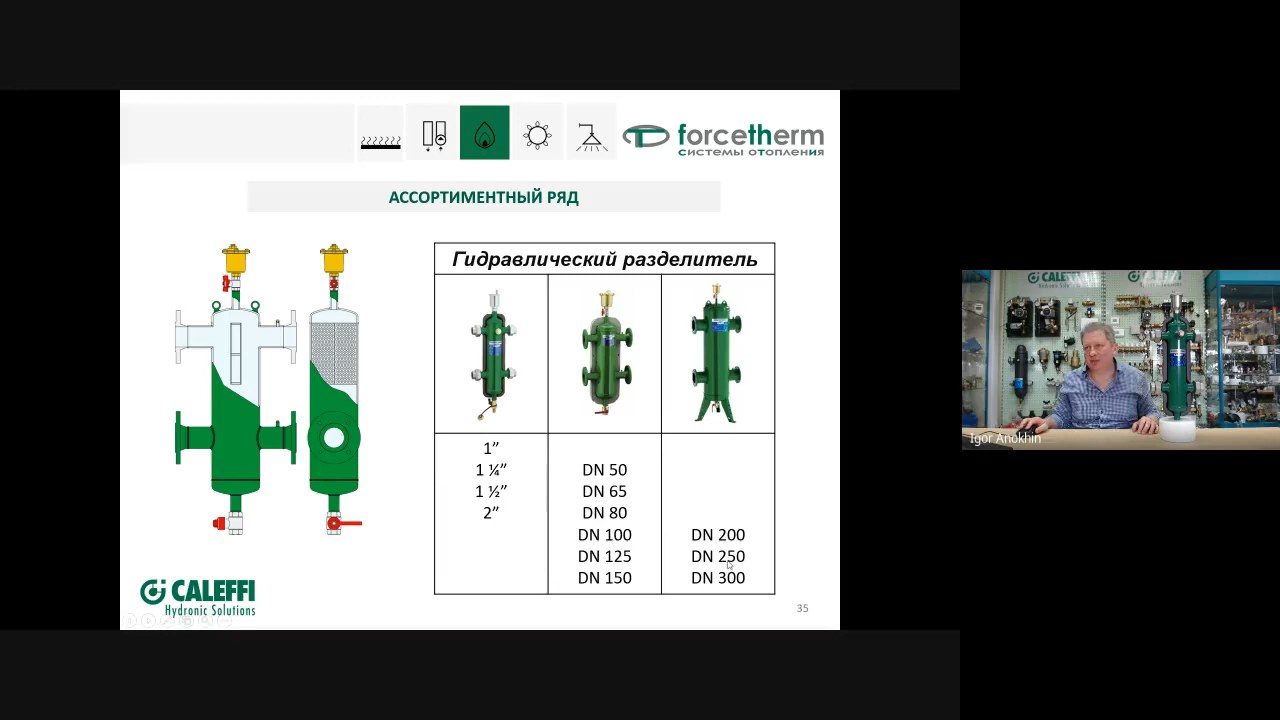 forcetherm
системы отопления
АССОРТИМЕНТНЫЙ РЯД
Гидравлический разделитель
1”
1 ¼”
1 ½”
2”
DN 50
DN 65
DN 80
DN 100
DN 125
DN 150
DN 200
DN 250
DN 300
CALEFFI
Hydronic Solutions
35
CALEFFI
CALEFFI
Igor Anokhin